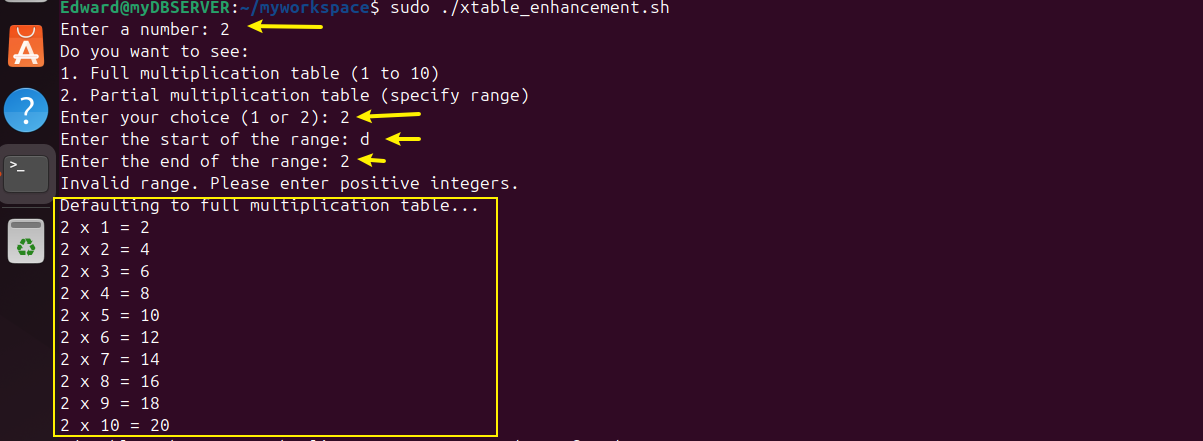 Edward@myDBSERVER:~/myworkspace$ sudo ./xtable_enhancement.sh
Enter a number: 2
Do you want to see:
1. Full multiplication table (1 to 10)
2. Partial multiplication table (specify range)
Enter your choice (1 or 2): 2
Enter the start of the range: d
Enter the end of the range: 2
Invalid range. Please enter positive integers.
Defaulting to full multiplication table...
2 x 1 = 2
2 x 2 = 4
2 x 3 = 6
2 x 4 = 8
2 x 5 = 10
2 x 6 = 12
2 x 7 = 14
2 x 8 = 16
2 x 9 = 18
2 x 10 = 20